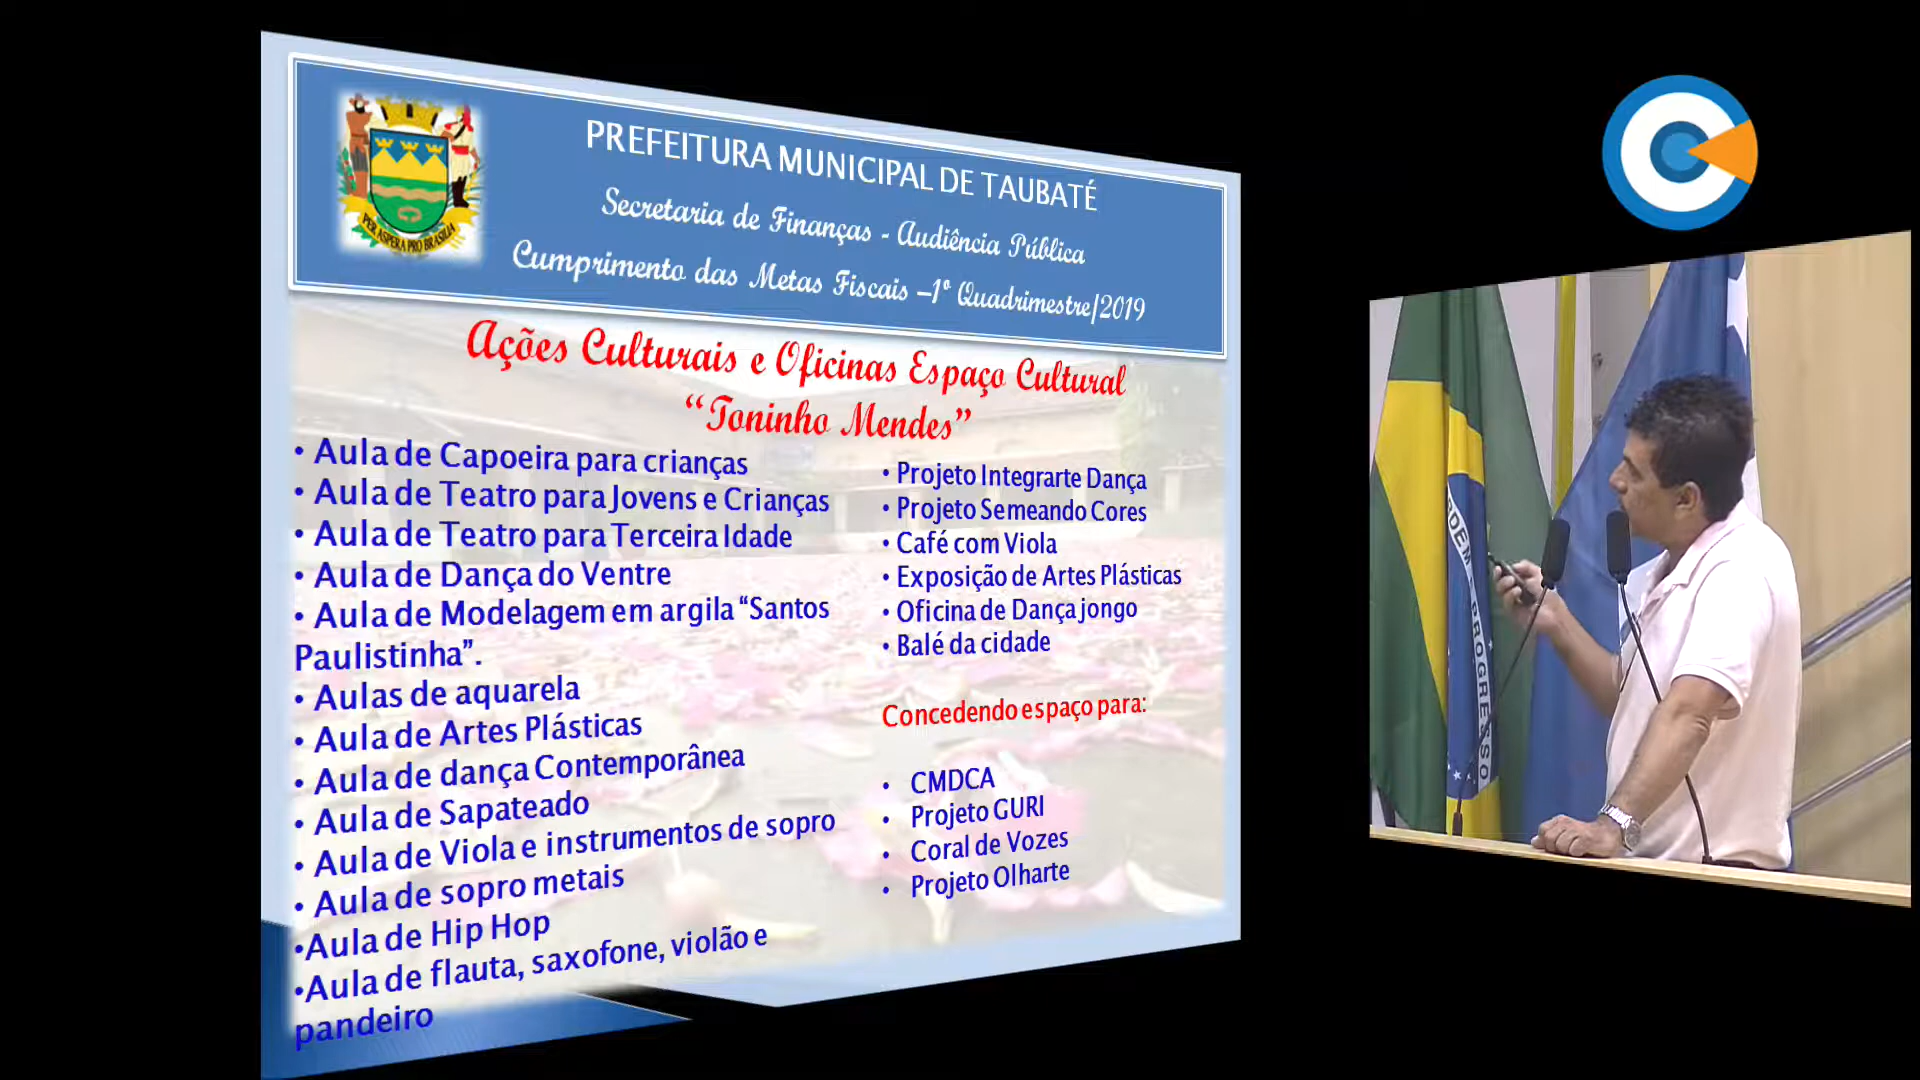 PREFEITURA MUNICIPAL DE TAUBATÉ
Secretaria de Finanças - Audiência Pública
Cumprimento das Metas Fiscais –1º Quadrimestre/2019
PER ASPERA PRO BRASILIA
Ações Culturais e Oficinas Espaço Cultural
“Toninho Mendes”
• Aula de Capoeira para crianças
• Aula de Teatro para Jovens e Crianças
• Aula de Teatro para Terceira Idade
• Aula de Dança do Ventre
• Aula de Modelagem em argila “Santos
Paulistinha”.
• Aulas de aquarela
• Aula de Artes Plásticas
• Aula de dança Contemporânea
• Aula de Sapateado
• Aula de Viola e instrumentos de sopro
• Aula de sopro metais
•Aula de Hip Hop
•Aula de flauta, saxofone, violão e
pandeiro
• Projeto Integrarte Dança
• Projeto Semeando Cores
• Café com Viola
• Exposição de Artes Plásticas
• Oficina de Dança jongo
• Balé da cidade
Concedendo espaço para:
• CMDCA
• Projeto GURI
• Coral de Vozes
• Projeto Olharte
RDEM E PROGRESSO